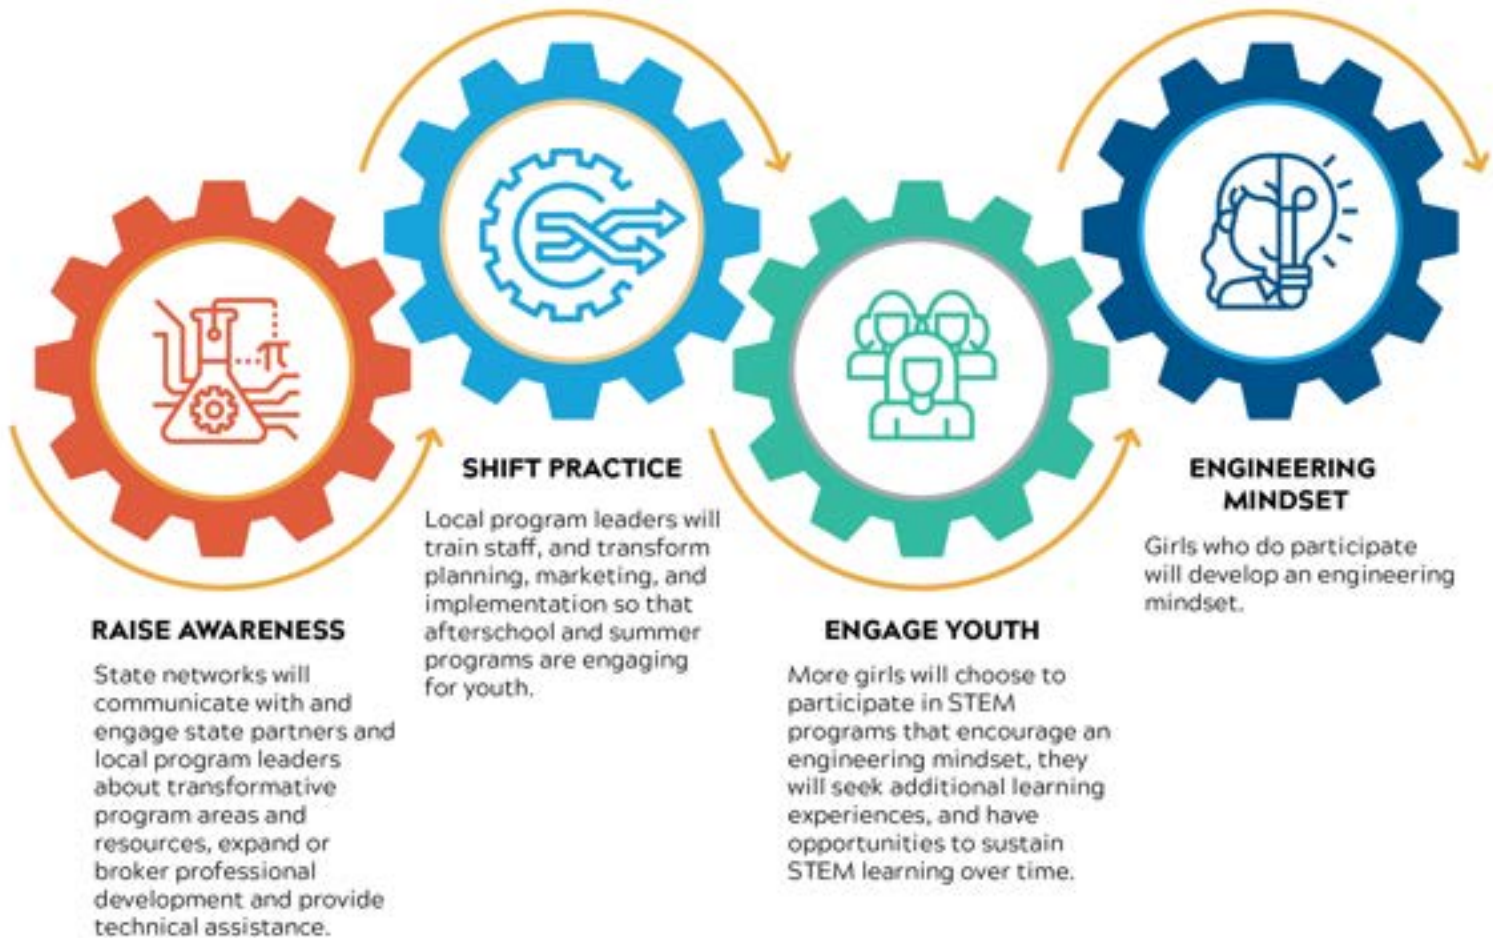 π
RAISE AWARENESS
State networks will
communicate with and
engage state partners and
local program leaders
about transformative
program areas and
resources, expand or
broker professional
development and provide
technical assistance.
SHIFT PRACTICE
Local program leaders will
train staff, and transform
planning, marketing, and
implementation so that
afterschool and summer
programs are engaging
for youth.
ENGAGE YOUTH
More girls will choose to
participate in STEM
programs that encourage an
engineering mindset, they
will seek additional learning
experiences, and have
opportunities to sustain
STEM learning over time.
ENGINEERING
MINDSET
Girls who do participate
will develop an engineering
mindset.